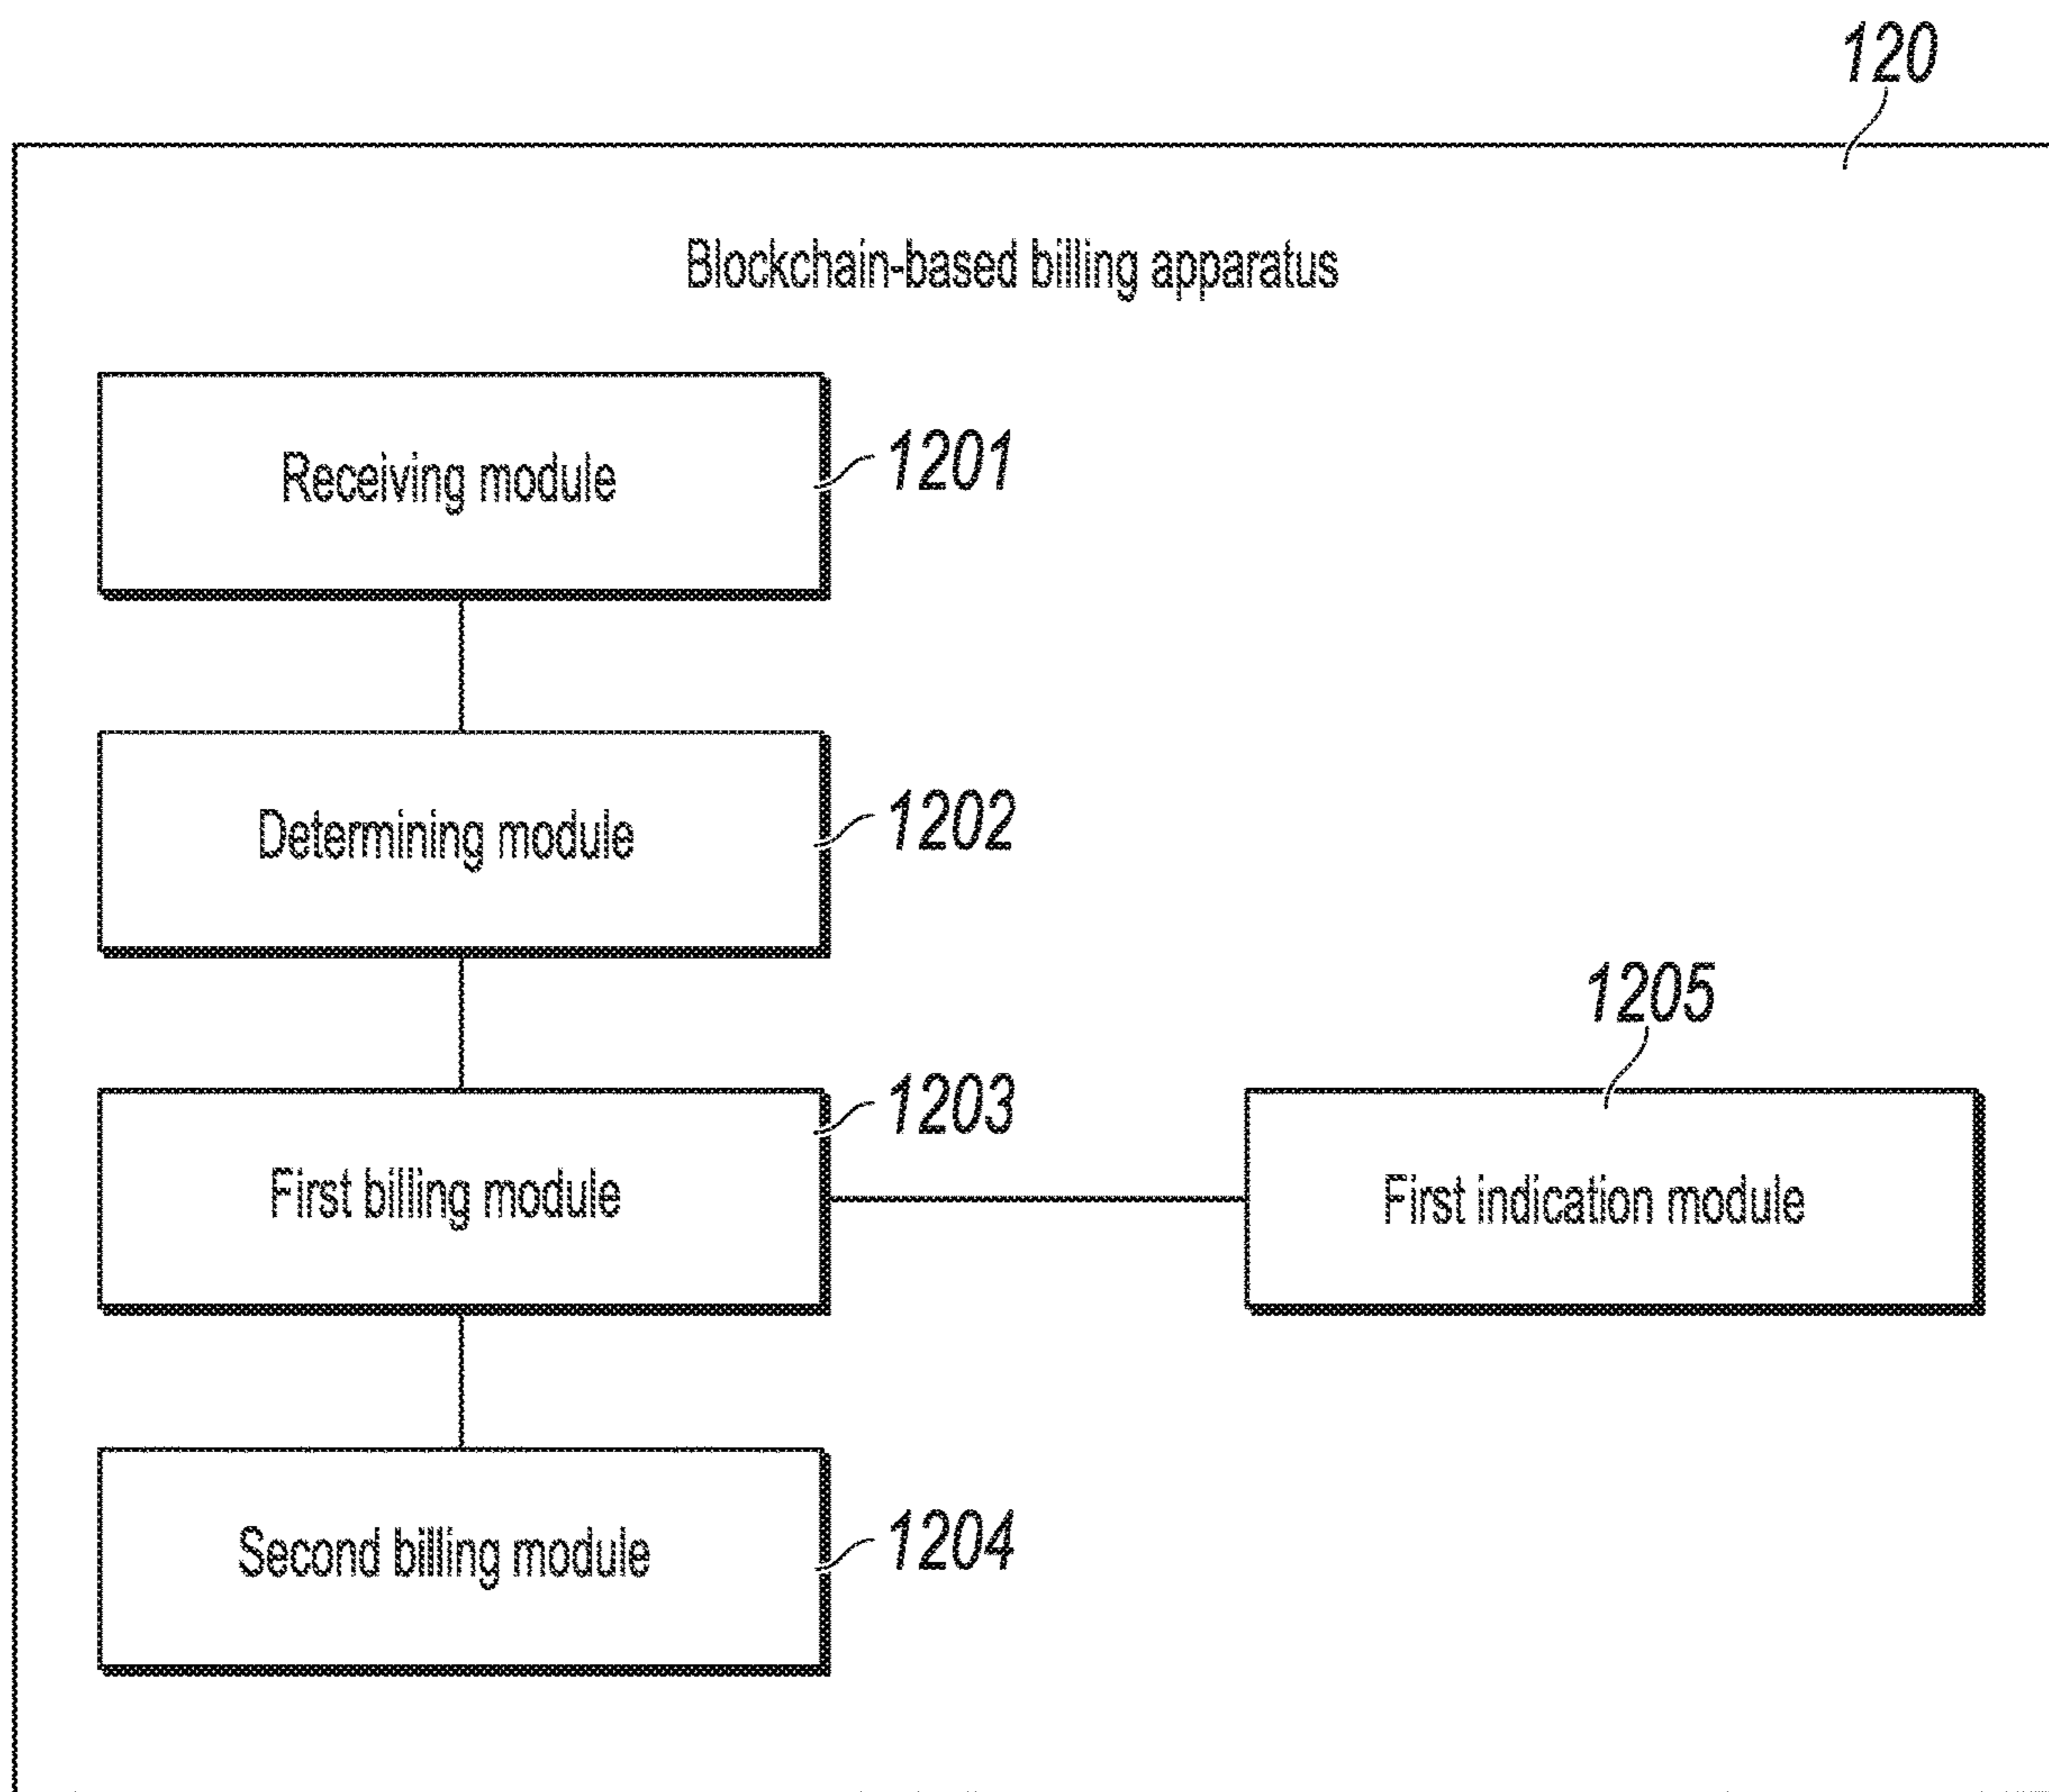 120
Blockchain-based billing apparatus
Receiving module
1201
Determining module
1202
1205
1203
First billing module
First indication module
Second billing module
1204